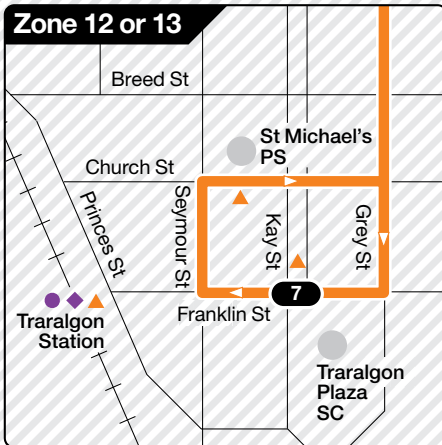 Zone 12 or 13
Breed St
St Michael's
PS
Church St
Princes St
Seymour St
Kay St
Grey St
7
Franklin St
Traralgon
Station
Traralgon
Plaza
SC